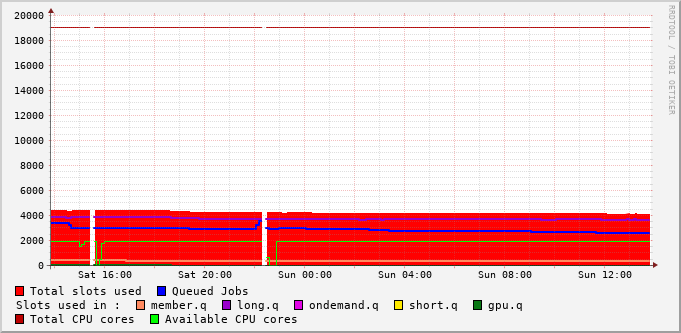 20000
18000
16000
14000
12000
10000
8000
6000
4000
2000
0
Sat 16:00 Sat 20:00 Sun 00:00 Sun 04:00 Sun 08:00 Sun 12:00
Total slots used Queued Jobs
Slots used in : member.q long.q ondemand.q short.q gpu.q
Total CPU cores Available CPU cores
RRDTOOL / TOBI OETIKER